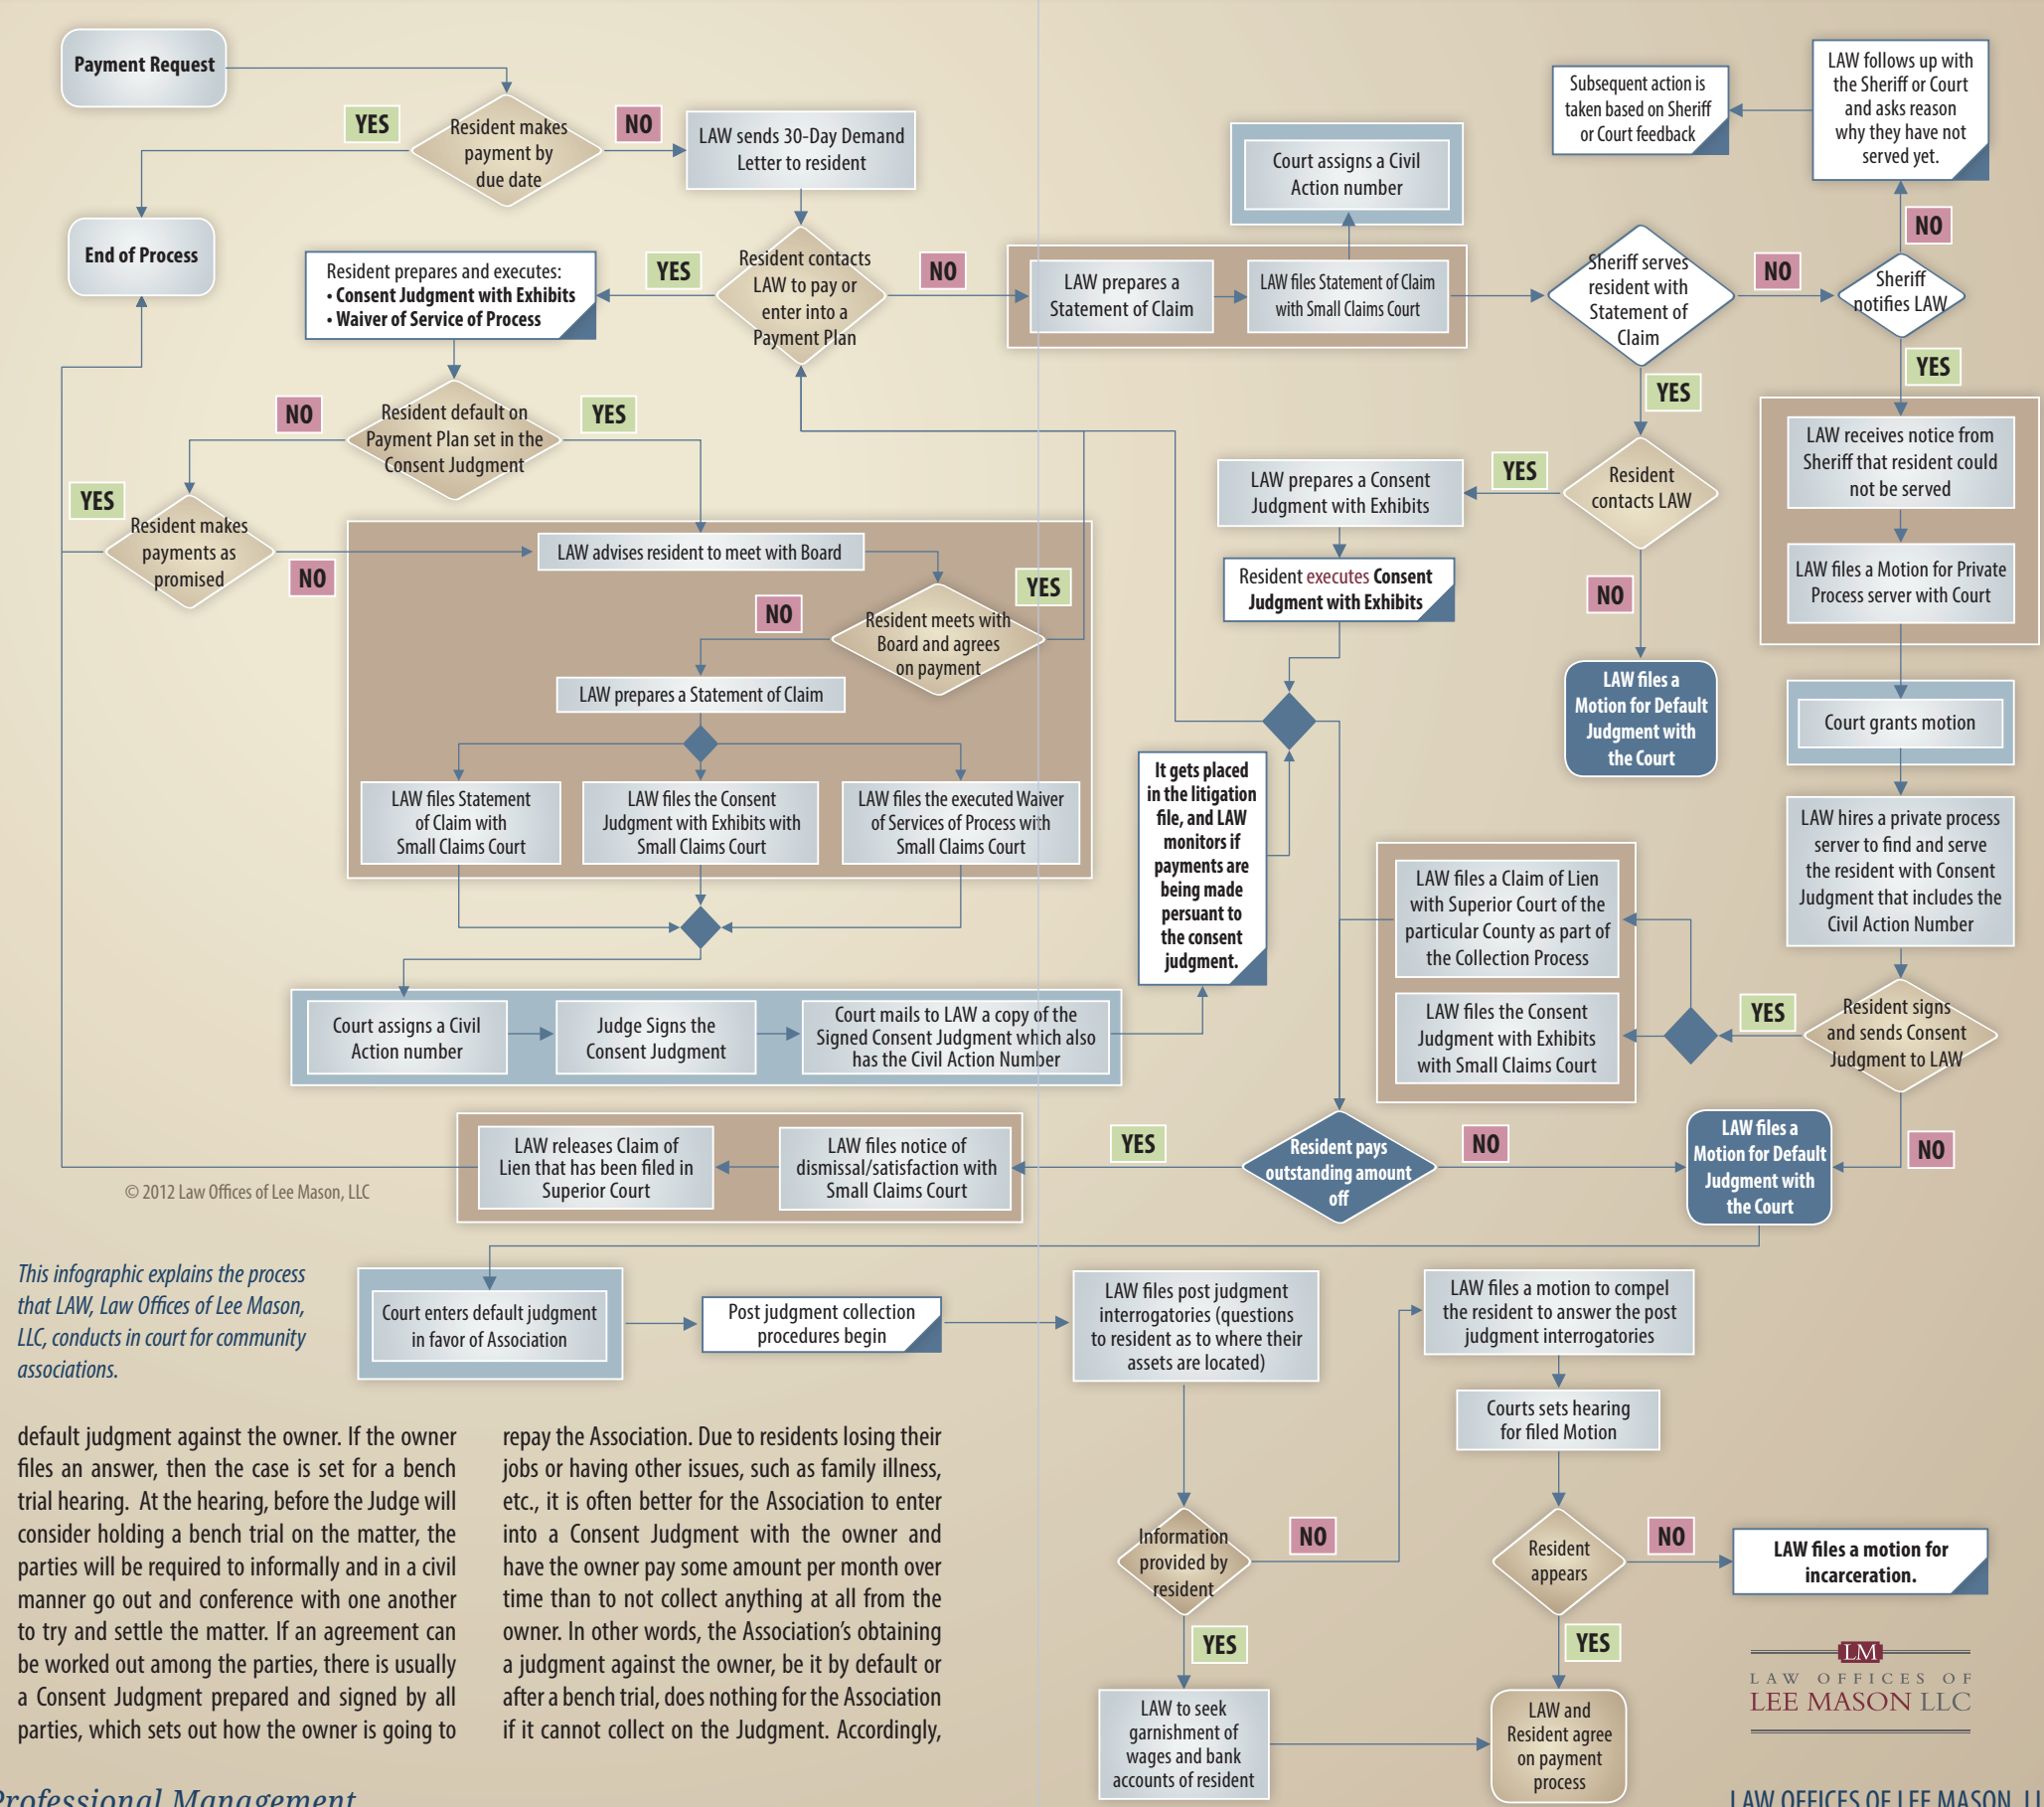 Payment Request
YES
Resident makes
payment by
due date
NO
LAW sends 30-Day Demand
Letter to resident
End of Process
Resident prepares and executes:
• Consent Judgment with Exhibits
• Waiver of Service of Process
YES
Resident contacts
LAW to pay or
enter into a
Payment Plan
NO
LAW prepares a
Statement of Claim
LAW files Statement of Claim
with Small Claims Court
Court assigns a Civil
Action number
Sheriff serves
resident with
Statement of
Claim
NO
Sheriff
notifies LAW
NO
LAW follows up with
the Sheriff or Court
and asks reason
why they have not
served yet.
Subsequent action is
taken based on Sheriff
or Court feedback
YES
YES
LAW receives notice from
Sheriff that resident could
not be served
LAW files a Motion for Private
Process server with Court
Court grants motion
LAW hires a private process
server to find and serve
the resident with Consent
Judgment that includes the
Civil Action Number
Resident signs
and sends Consent
Judgment to LAW
YES
NO
Resident
contacts LAW
YES
NO
LAW files a
Motion for Default
Judgment with
the Court
LAW prepares a Consent
Judgment with Exhibits
Resident executes Consent
Judgment with Exhibits
NO
Resident default on
Payment Plan set in the
Consent Judgment
YES
YES
Resident makes
payments as
promised
NO
LAW advises resident to meet with Board
YES
NO
Resident meets with
Board and agrees
on payment
LAW prepares a Statement of Claim
LAW files Statement
of Claim with
Small Claims Court
LAW files the Consent
Judgment with Exhibits with
Small Claims Court
LAW files the executed Waiver
of Services of Process with
Small Claims Court
Court assigns a Civil
Action number
Judge Signs the
Consent Judgment
Court mails to LAW a copy of the
Signed Consent Judgment which also
has the Civil Action Number
It gets placed
in the litigation
file, and LAW
monitors if
payments are
being made
persuant to
the consent
judgment.
LAW files a Claim of Lien
with Superior Court of the
particular County as part of
the Collection Process
LAW files the Consent
Judgment with Exhibits
with Small Claims Court
LAW releases Claim of
Lien that has been filed in
Superior Court
LAW files notice of
dismissal/satisfaction with
Small Claims Court
YES
Resident pays
outstanding amount
off
NO
LAW files a
Motion for Default
Judgment with
the Court
© 2012 Law Offices of Lee Mason, LLC
This infographic explains the process
that LAW, Law Offices of Lee Mason,
LLC, conducts in court for community
associations.
Court enters default judgment
in favor of Association
Post judgment collection
procedures begin
LAW files post judgment
interrogatories (questions
to resident as to where their
assets are located)
LAW files a motion to compel
the resident to answer the post
judgment interrogatories
Courts sets hearing
for filed Motion
Information
provided by
resident
NO
YES
Resident
appears
NO
YES
LAW files a motion for
incarceration.
LAW to seek
garnishment of
wages and bank
accounts of resident
LAW and
Resident agree
on payment
process
default judgment against the owner. If the owner
files an answer, then the case is set for a bench
trial hearing. At the hearing, before the Judge will
consider holding a bench trial on the matter, the
parties will be required to informally and in a civil
manner go out and conference with one another
to try and settle the matter. If an agreement can
be worked out among the parties, there is usually
a Consent Judgment prepared and signed by all
parties, which sets out how the owner is going to
repay the Association. Due to residents losing their
jobs or having other issues, such as family illness,
etc., it is often better for the Association to enter
into a Consent Judgment with the owner and
have the owner pay some amount per month over
time than to not collect anything at all from the
owner. In other words, the Association's obtaining
a judgment against the owner, be it by default or
after a bench trial, does nothing for the Association
if it cannot collect on the Judgment. Accordingly,
LM
LAW OFFICES OF
LEE MASON LLC
Professional Management
LAW OFFICES OF LEE MASON, LL